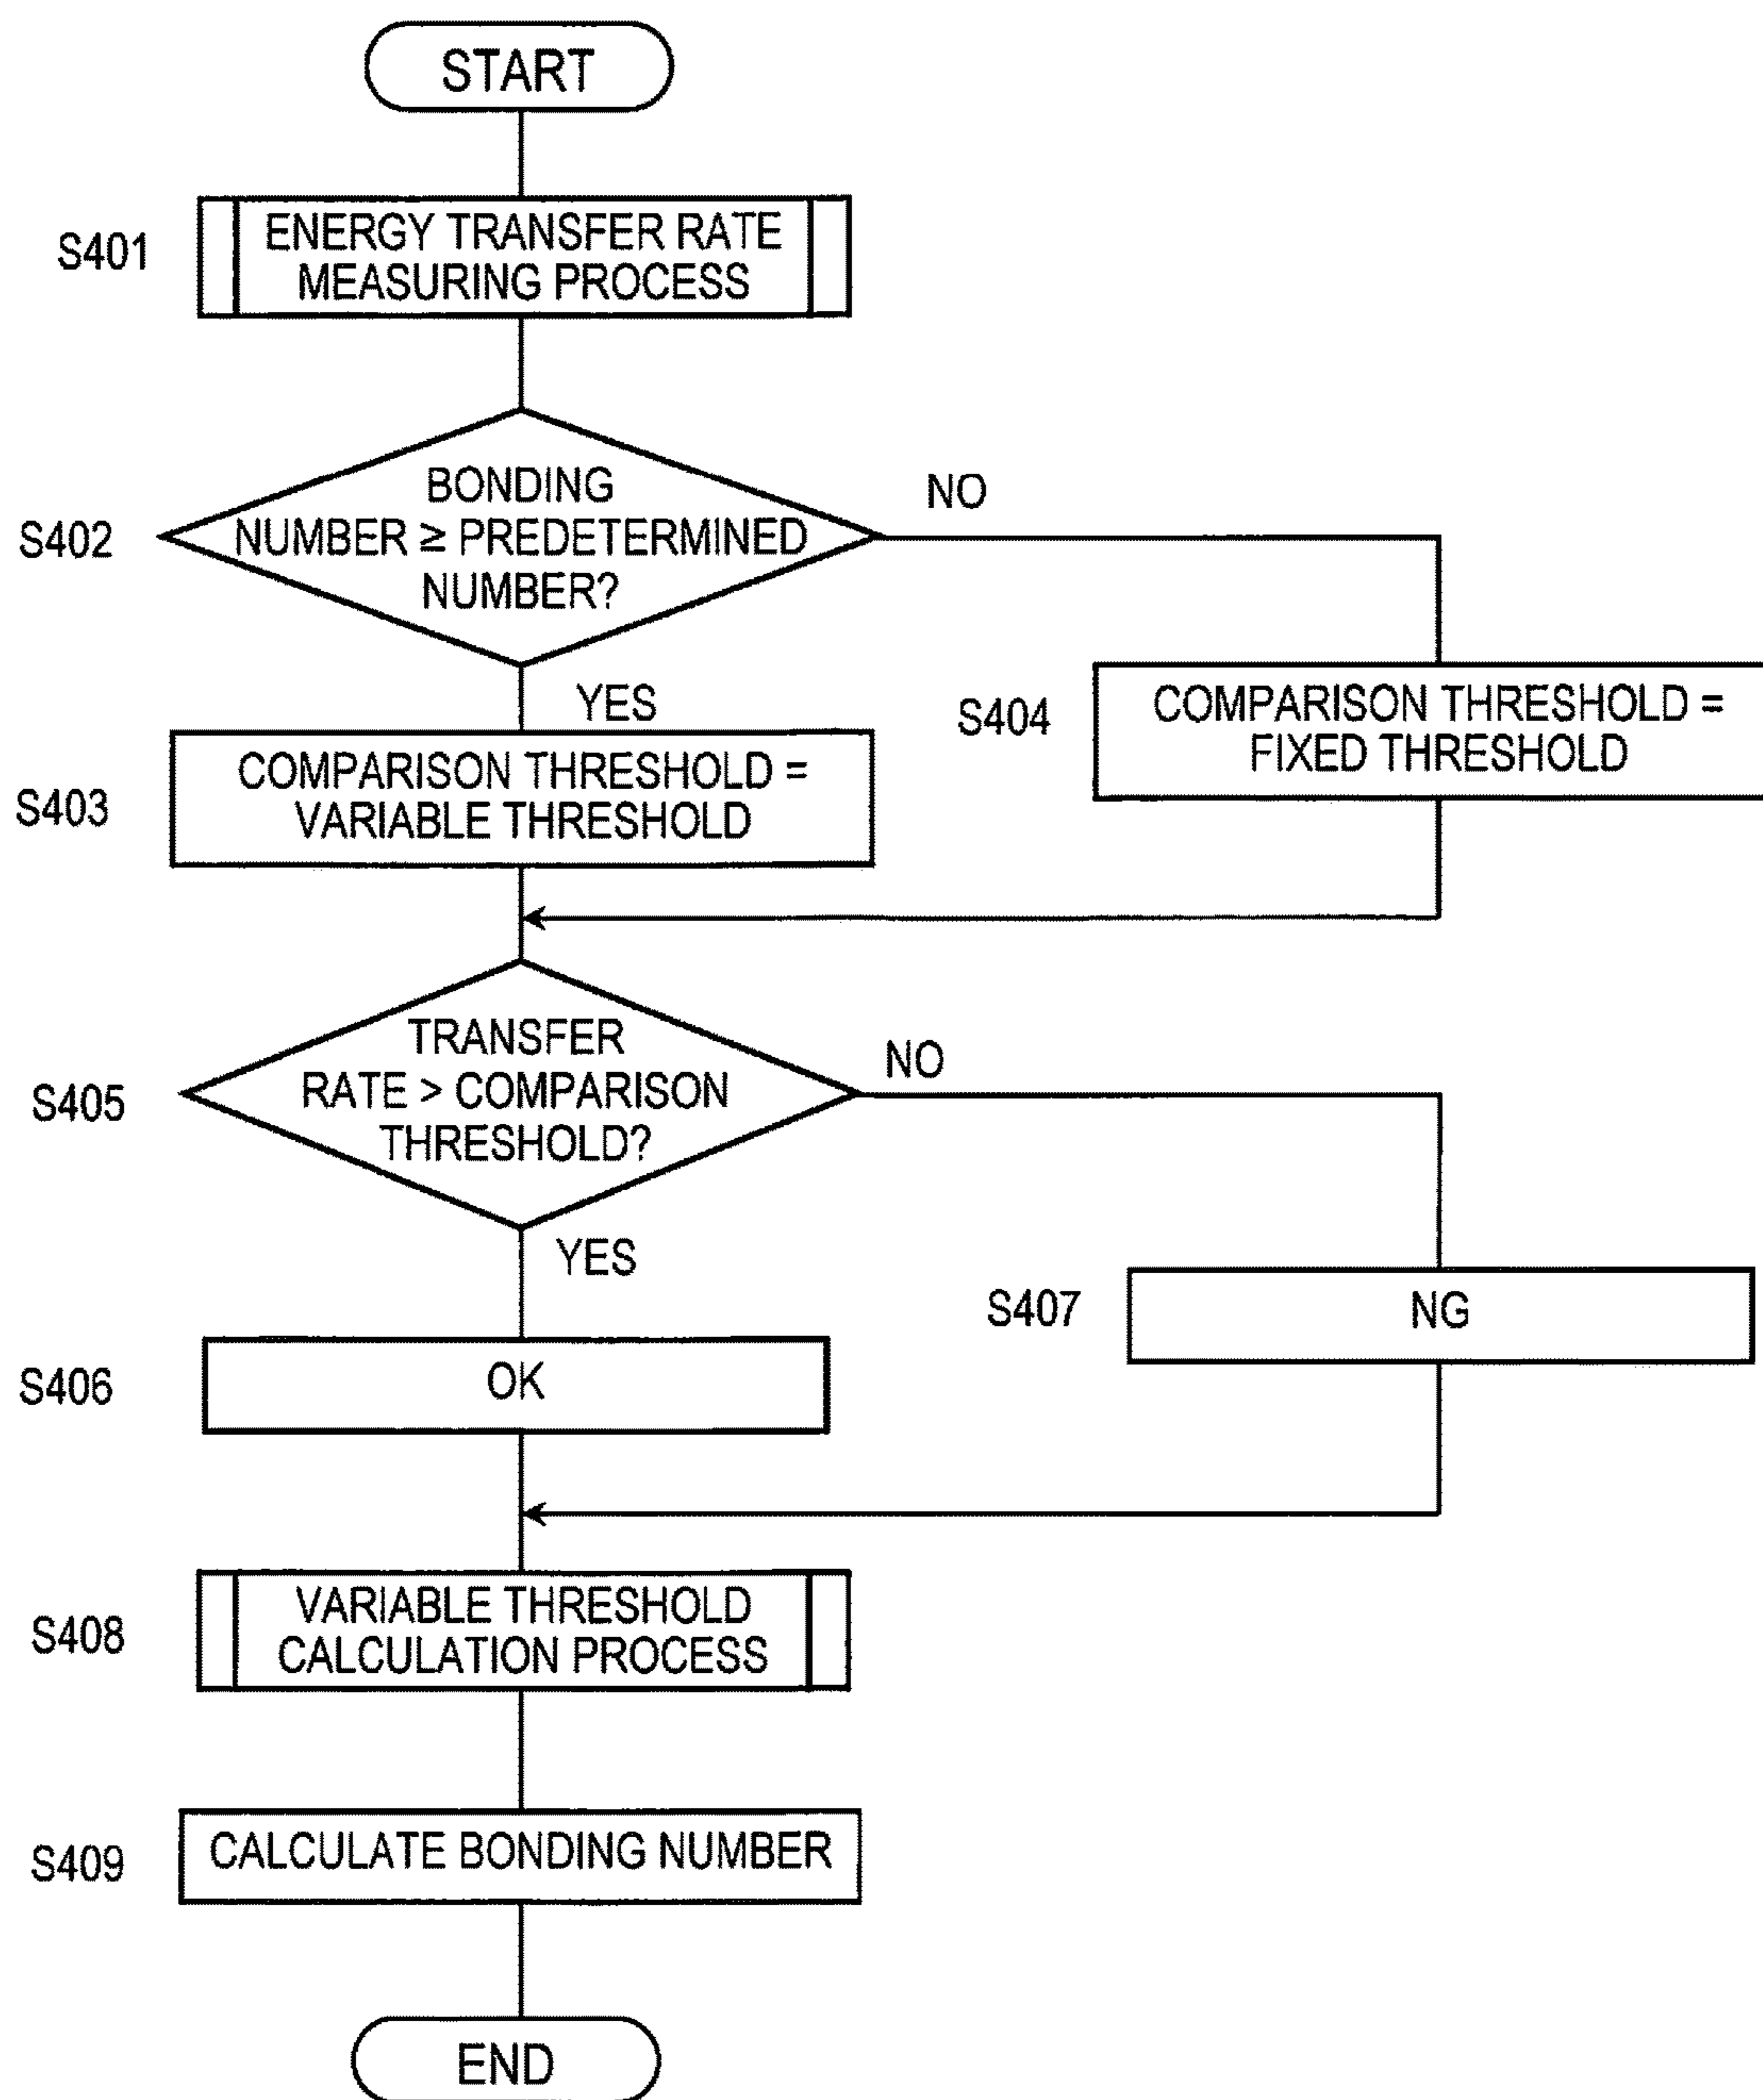 START
S401
ENERGY TRANSFER RATE
MEASURING PROCESS
S402
BONDING
NUMBER ≥ PREDETERMINED
NUMBER?
NO
YES
S403
COMPARISON THRESHOLD =
VARIABLE THRESHOLD
S404
COMPARISON THRESHOLD =
FIXED THRESHOLD
S405
TRANSFER
RATE > COMPARISON
THRESHOLD?
NO
YES
S406
OK
S407
NG
S408
VARIABLE THRESHOLD
CALCULATION PROCESS
S409
CALCULATE BONDING NUMBER
END